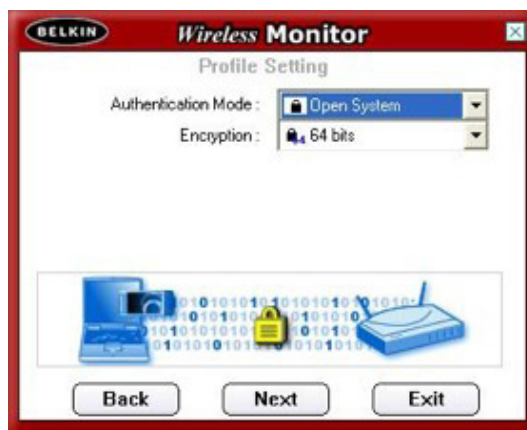 BELKIN
Wireless Monitor
Profile Setting
Authentication Mode : Open System
Encryption : 64 bits
Back Next Exit